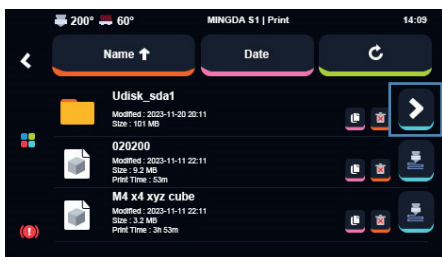 200° 60° MINGDA S1 | Print 14:09
Name Date
Udisk_sda1
Modified : 2023-11-20 20:11
Size : 101 MB
020200
Modified : 2023-11-11 22:11
Size : 9.2 MB
Print Time : 53m
M4 x4 xyz cube
Modified : 2023-11-11 22:11
Size : 3.2 MB
Print Time : 3h 53m